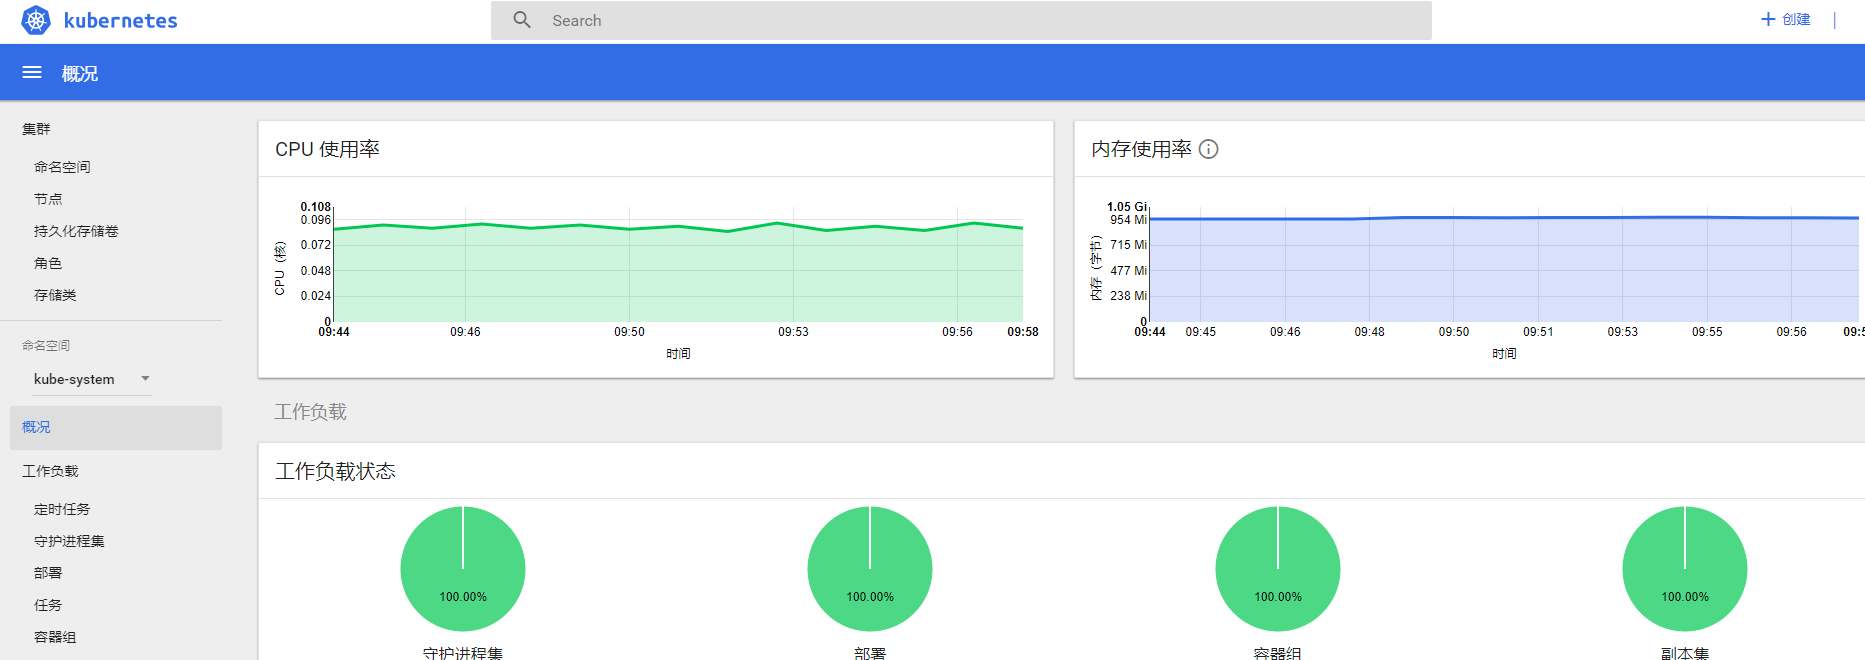 kubernetes
Search
创建
概况
集群
命名空间
节点
持久化存储卷
角色
存储类
命名空间
kube-system
概况
工作负载
定时任务
守护进程集
部署
任务
容器组
CPU 使用率
CPU（核）
0.108
0.096
0.072
0.048
0.024
0
09:44 09:46 09:50 09:53 09:56 09:58
时间
内存使用率
内存（字节）
1.05 Gi
954 Mi
715 Mi
477 Mi
238 Mi
0
09:44 09:45 09:46 09:48 09:50 09:51 09:53 09:55 09:56
时间
工作负载
工作负载状态
100.00% 100.00% 100.00% 100.00%
守护进程集 部署 容器组 副本集